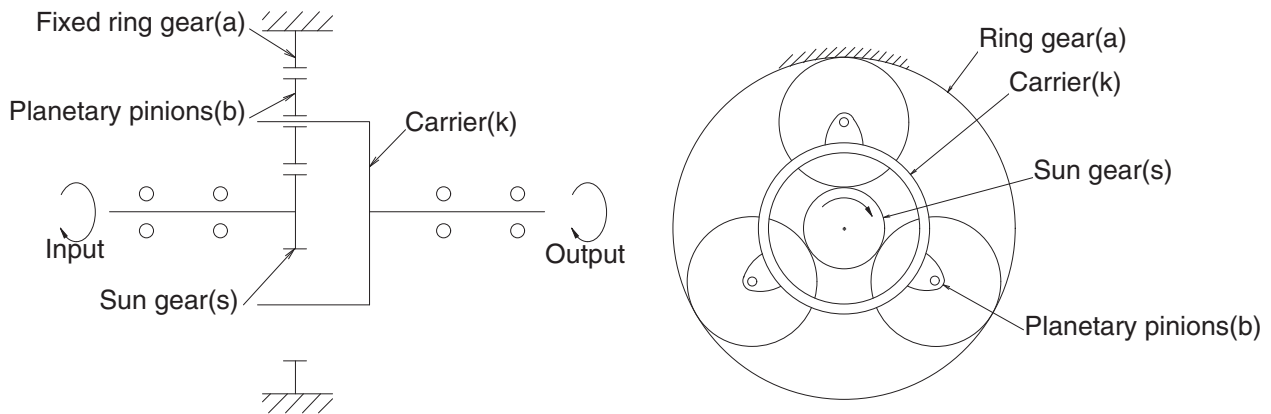 Fixed ring gear(a)
Planetary pinions(b)
Carrier(k)
Input
Output
Sun gear(s)
Ring gear(a)
Carrier(k)
Sun gear(s)
Planetary pinions(b)